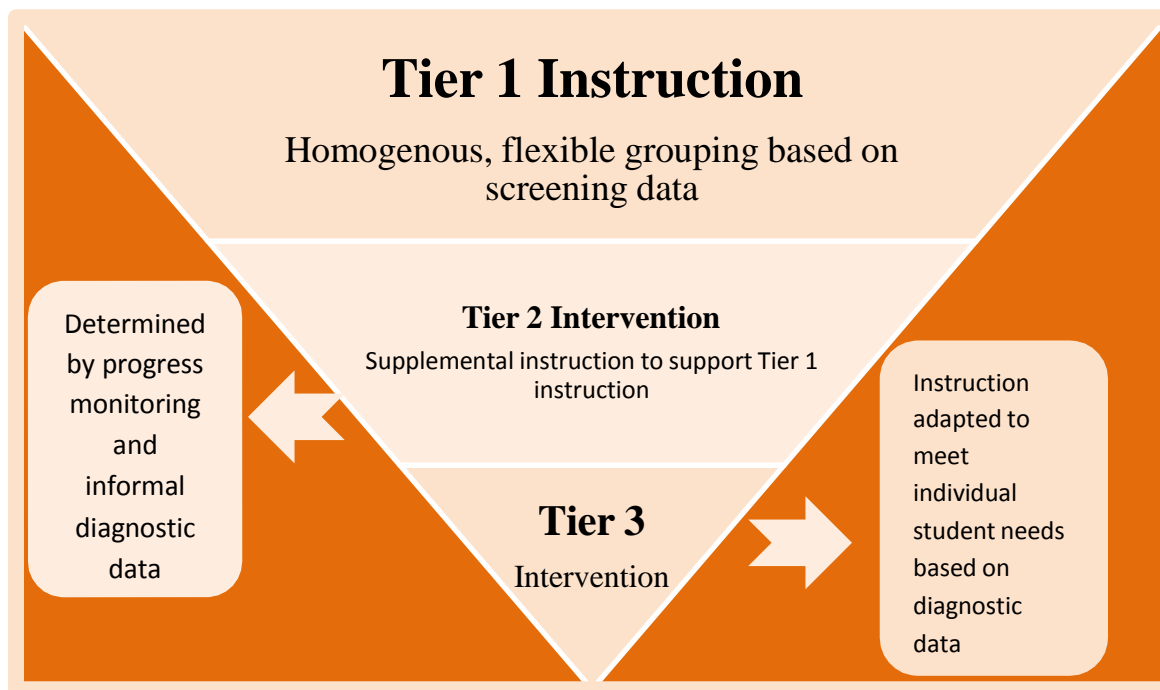 Tier 1 Instruction
Homogenous, flexible grouping based on
screening data
Tier 2 Intervention
Supplemental instruction to support Tier 1
instruction
Determined
by progress
monitoring
and
informal
diagnostic
data
Tier 3
Intervention
Instruction
adapted to
meet
individual
student needs
based on
diagnostic
data